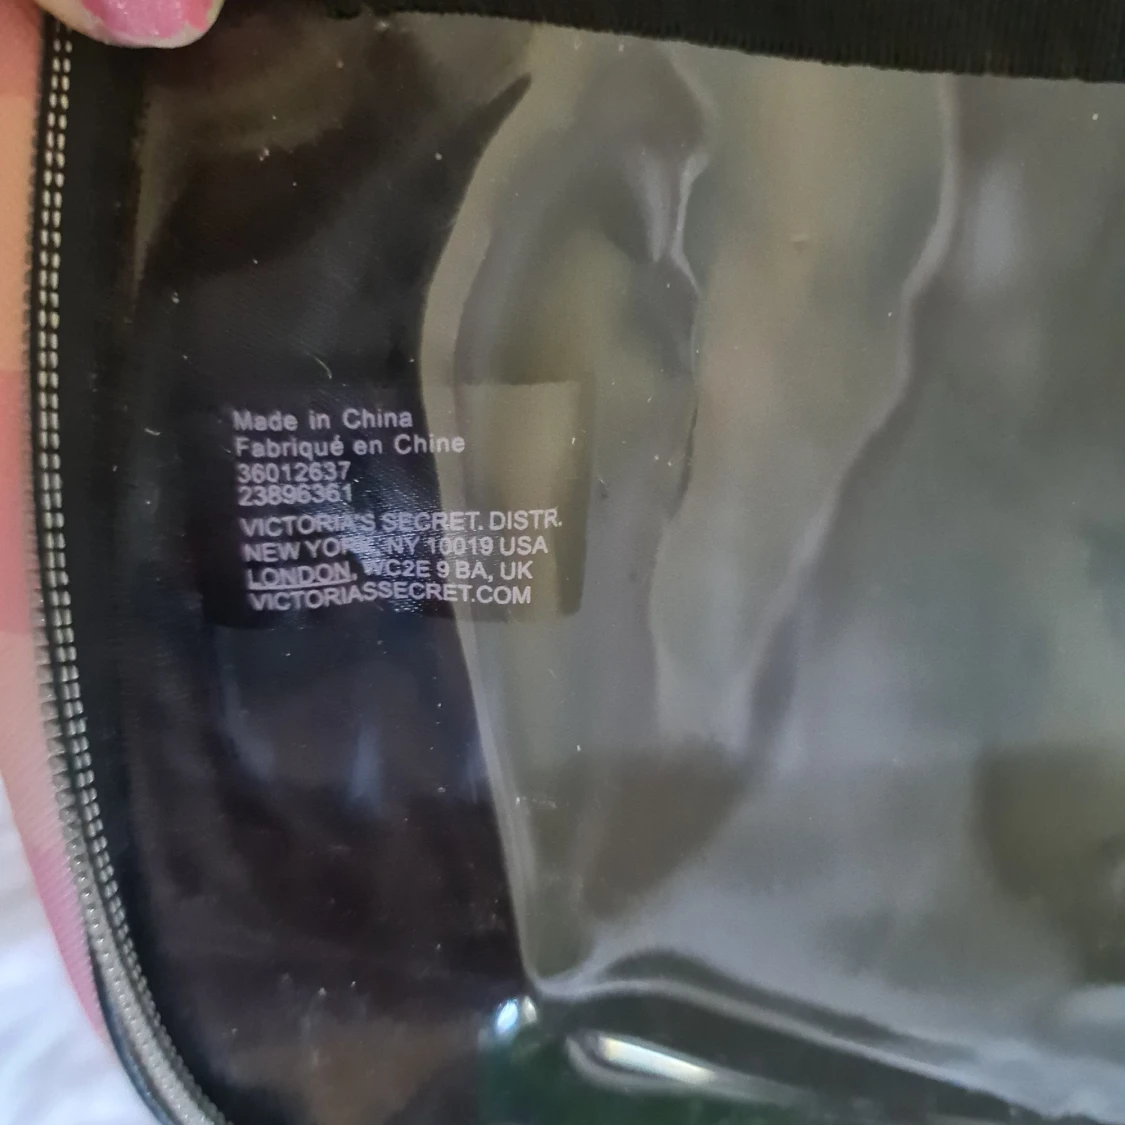 Made in China
Fabriqué en Chine
36012637
23896361
VICTORIA'S SECRET. DISTR.
NEW YORK, NY 10019 USA
LONDON, WC2E 9 BA, UK
VICTORIASSECRET.COM